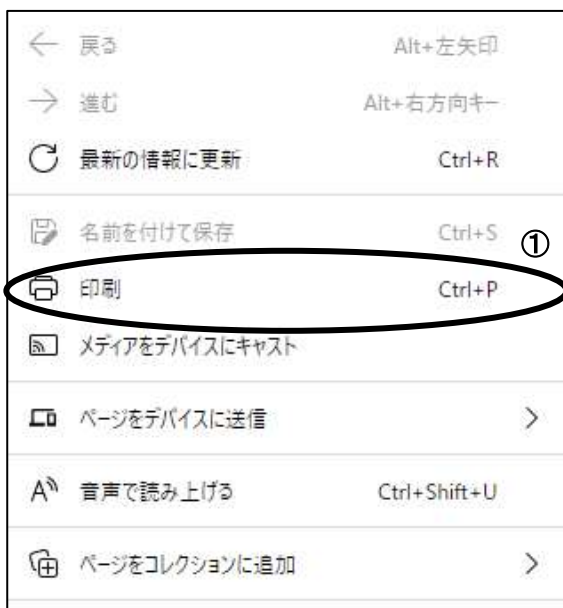 戻る Alt+左矢印
進む Alt+右方向キー
最新の情報に更新 Ctrl+R
名前を付けて保存 Ctrl+S
①
印刷 Ctrl+P
メディアをデバイスにキャスト
ページをデバイスに送信
音声で読み上げる Ctrl+Shift+U
ページをコレクションに追加